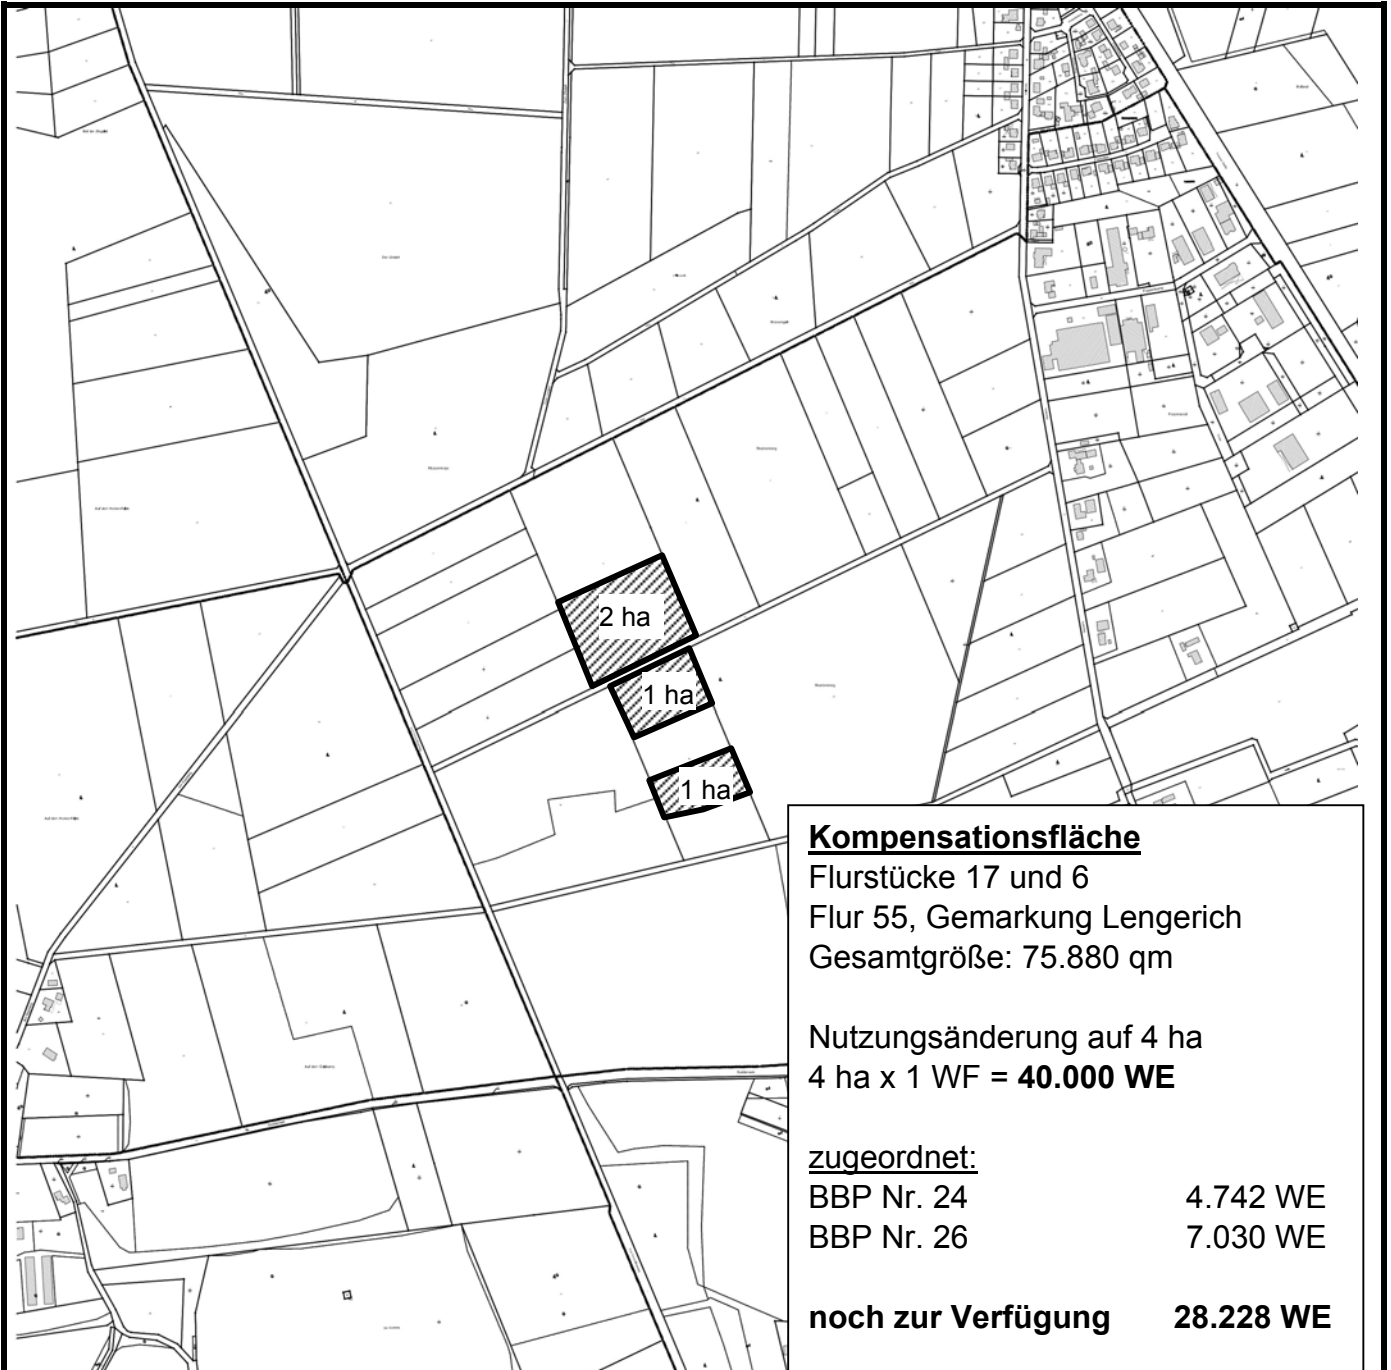 2 ha
1 ha
1 ha
Kompensationsfläche
Flurstücke 17 und 6
Flur 55, Gemarkung Lengerich
Gesamtgröße: 75.880 qm
Nutzungsänderung auf 4 ha
4 ha x 1 WF = 40.000 WE
zugeordnet:
BBP Nr. 24 4.742 WE
BBP Nr. 26 7.030 WE
noch zur Verfügung 28.228 WE